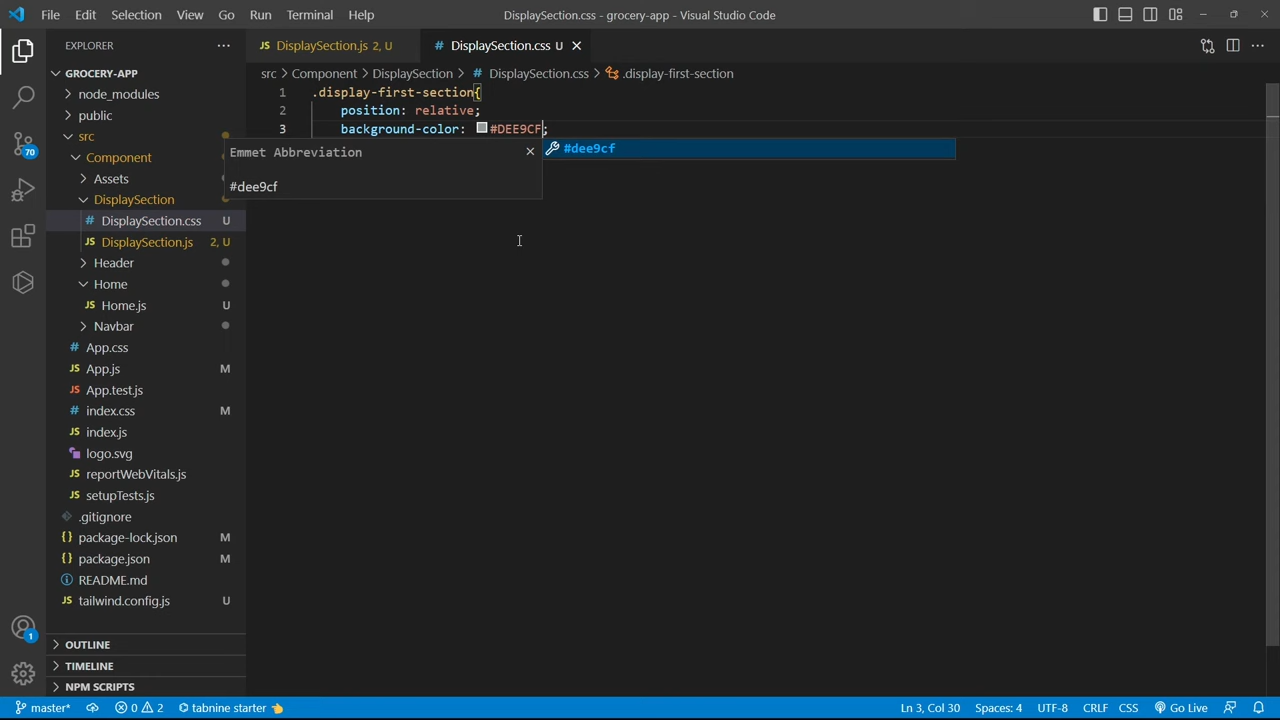 File Edit Selection View Go Run Terminal Help
DisplaySection.css - grocery-app - Visual Studio Code
EXPLORER
GROCERY-APP
node_modules
public
src
Component
Assets
DisplaySection
DisplaySection.css U
DisplaySection.js 2, U
Header
Home
Home.js U
Navbar
App.css
App.js M
App.test.js
index.css M
index.js
logo.svg
reportWebVitals.js
setupTests.js
.gitignore
package-lock.json M
package.json M
README.md
tailwind.config.js U
OUTLINE
TIMELINE
NPM SCRIPTS
70
1
DisplaySection.js 2, U
DisplaySection.css U
src > Component > DisplaySection > # DisplaySection.css > .display-first-section
1 .display-first-section{
2 position: relative;
3 background-color: #DEE9CF;
Emmet Abbreviation
#dee9cf
#dee9cf
master* 0 2 tabnine starter Ln 3, Col 30 Spaces: 4 UTF-8 CRLF CSS Go Live